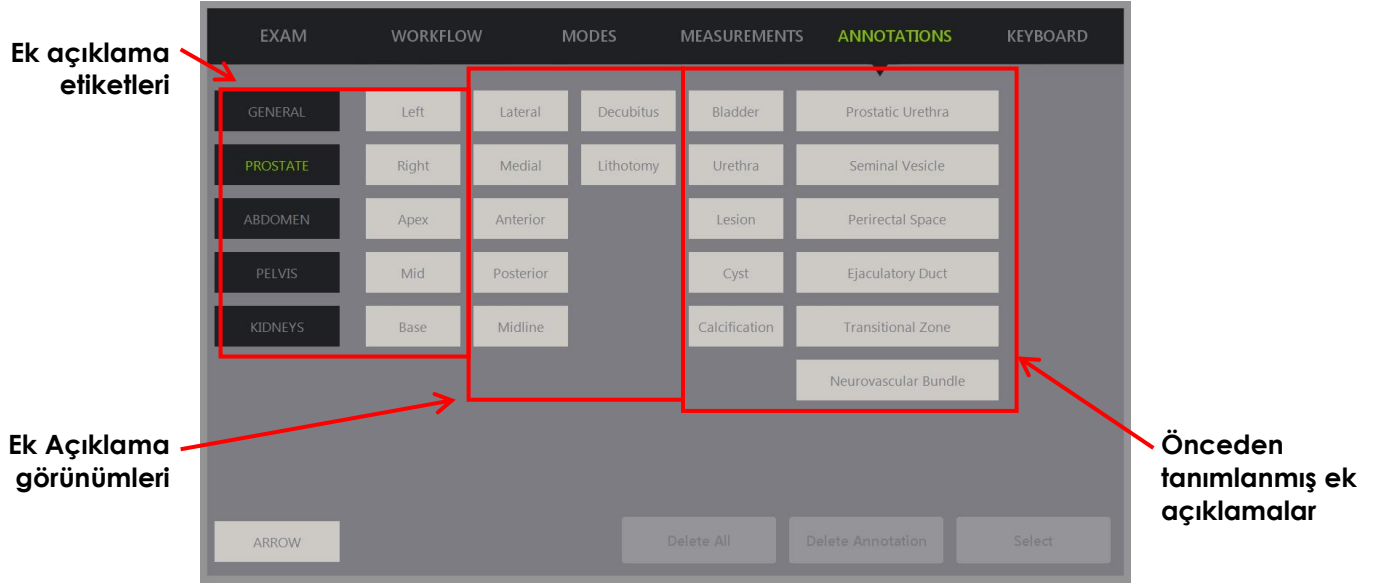 EXAM WORKFLOW MODES MEASUREMENTS ANNOTATIONS KEYBOARD
Ek açıklama
etiketleri
GENERAL Left Lateral Decubitus Bladder Prostatic Urethra
PROSTATE Right Medial Lithotomy Urethra Seminal Vesicle
ABDOMEN Apex Anterior Lesion Perirectal Space
PELVIS Mid Posterior Cyst Ejaculatory Duct
KIDNEYS Base Midline Calcification Transitional Zone
Neurovascular Bundle
Ek Açıklama
görünümleri
Önceden
tanımlanmış ek
açıklamalar
ARROW Delete All Delete Annotation Select